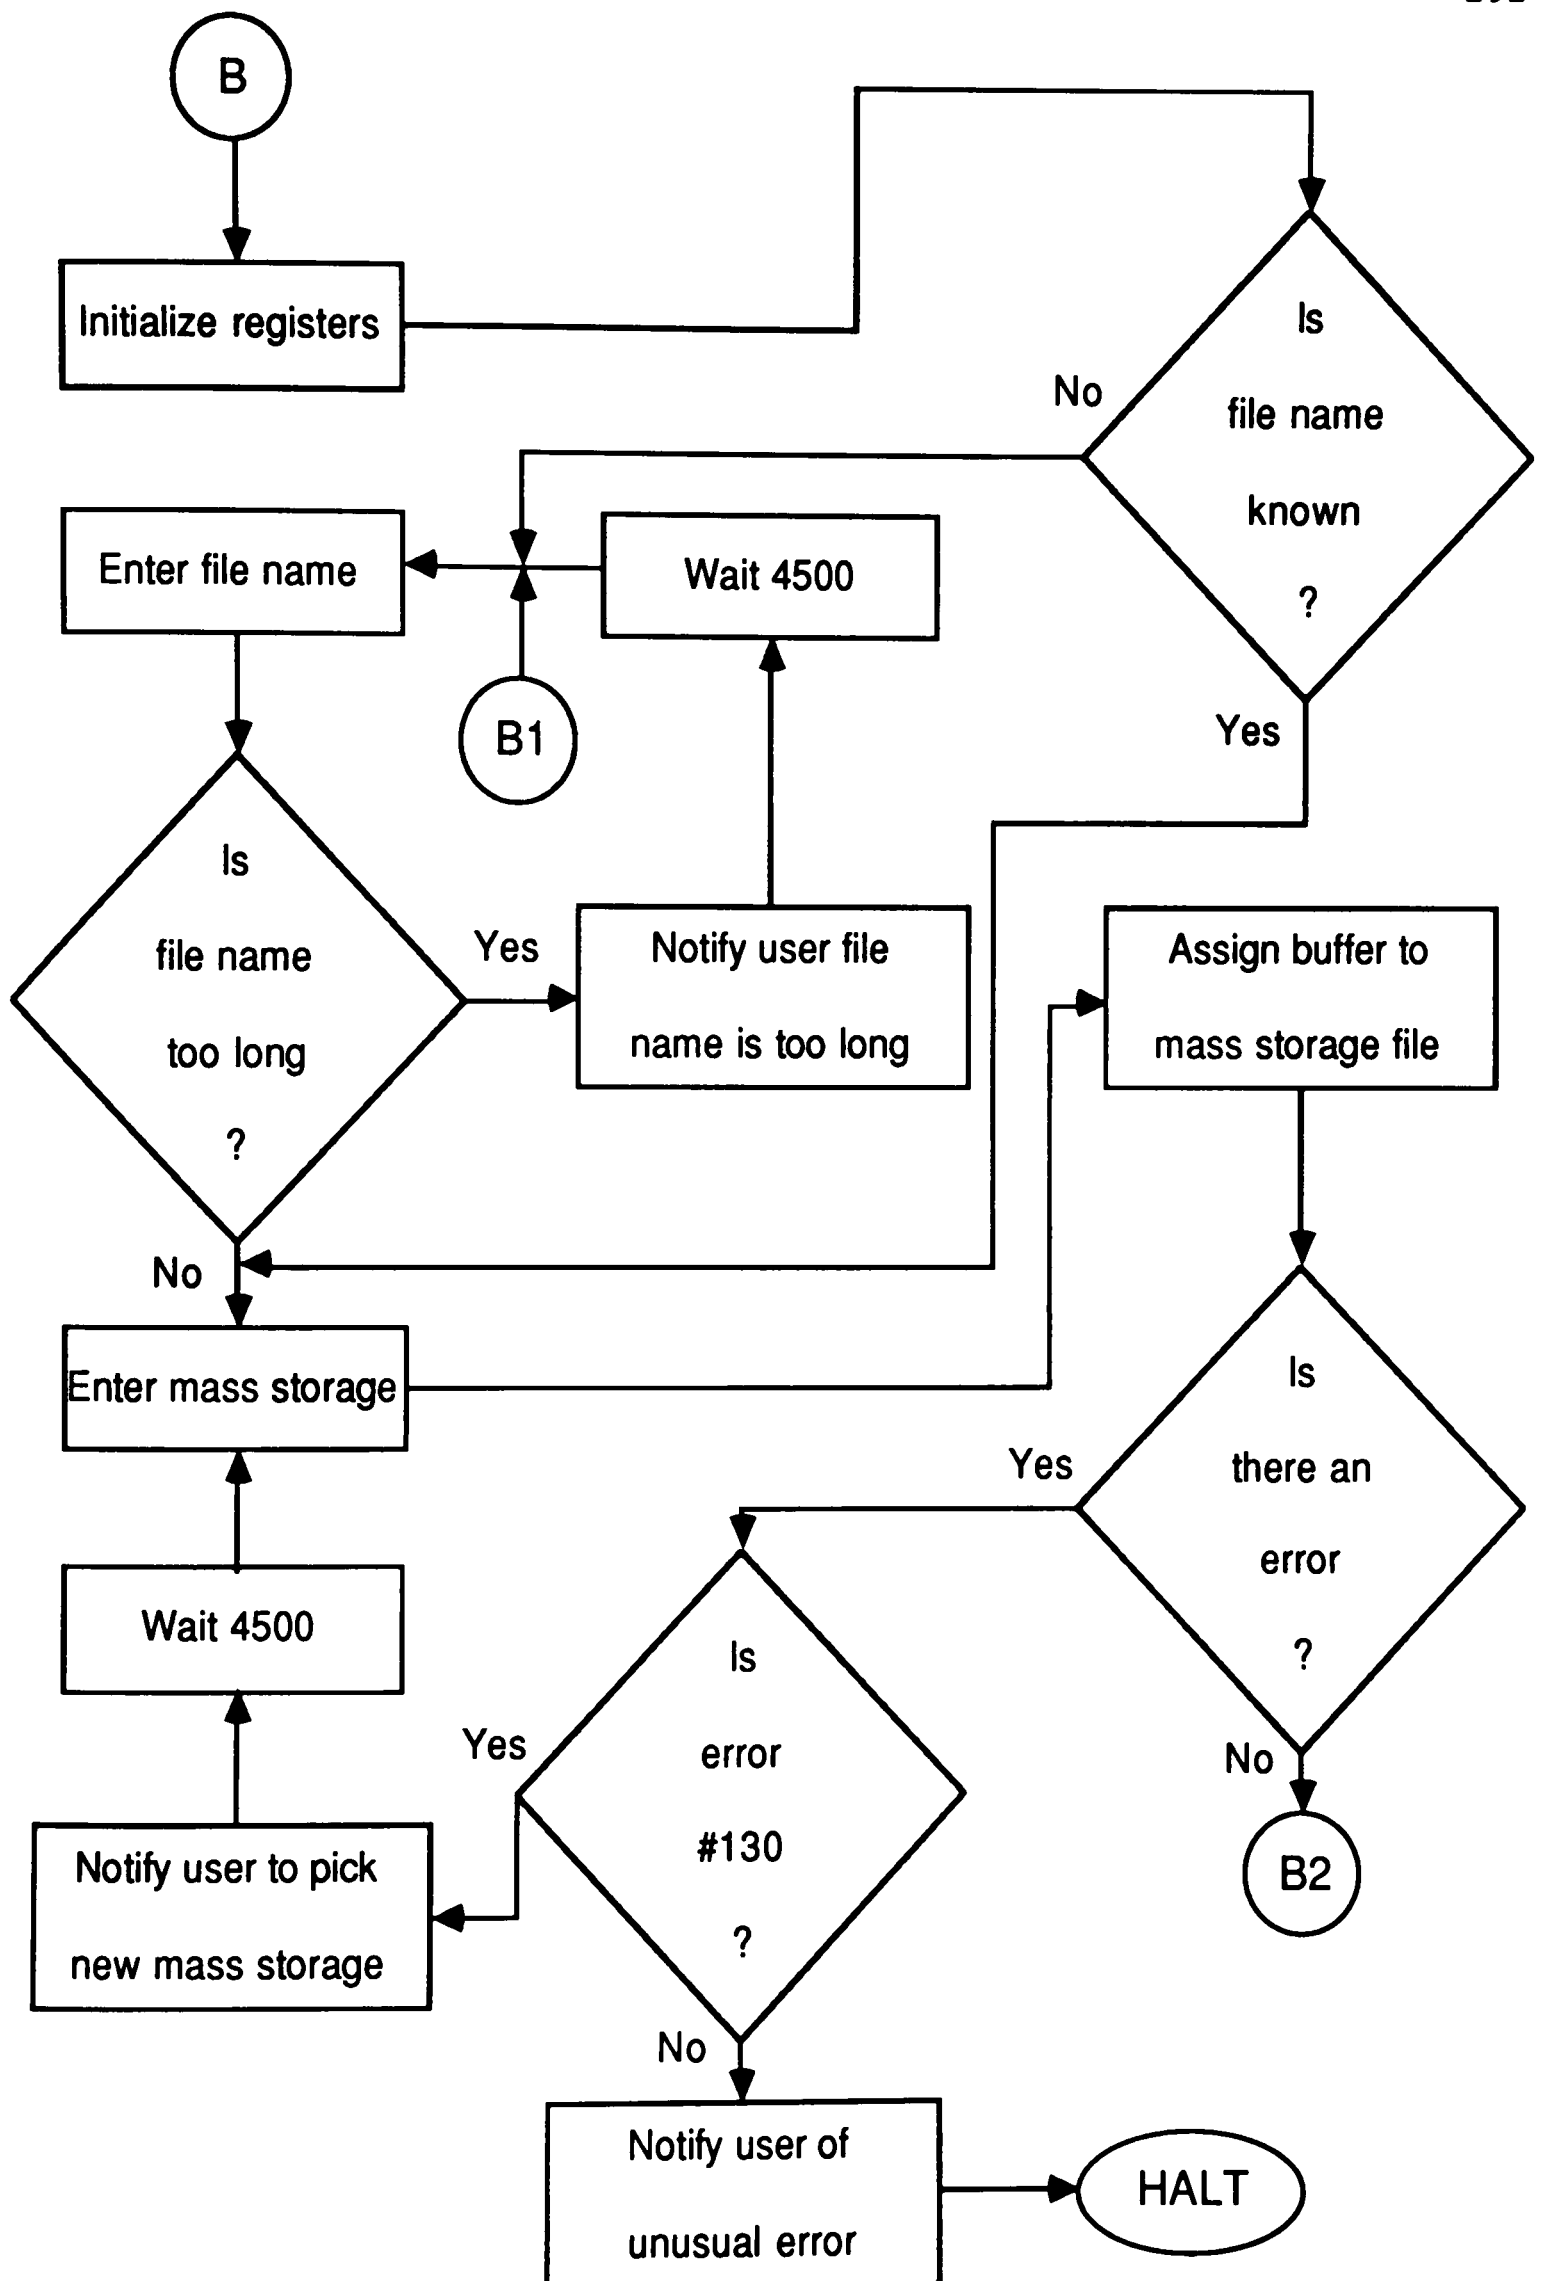 B
Initialize registers
Is
file name
known
?
No
Yes
Enter file name
Wait 4500
B1
Is
file name
too long
?
Yes
No
Notify user file
name is too long
Assign buffer to
mass storage file
Enter mass storage
Is
there an
error
?
Yes
No
Wait 4500
Is
error
#130
?
Yes
No
B2
Notify user to pick
new mass storage
Notify user of
unusual error
HALT